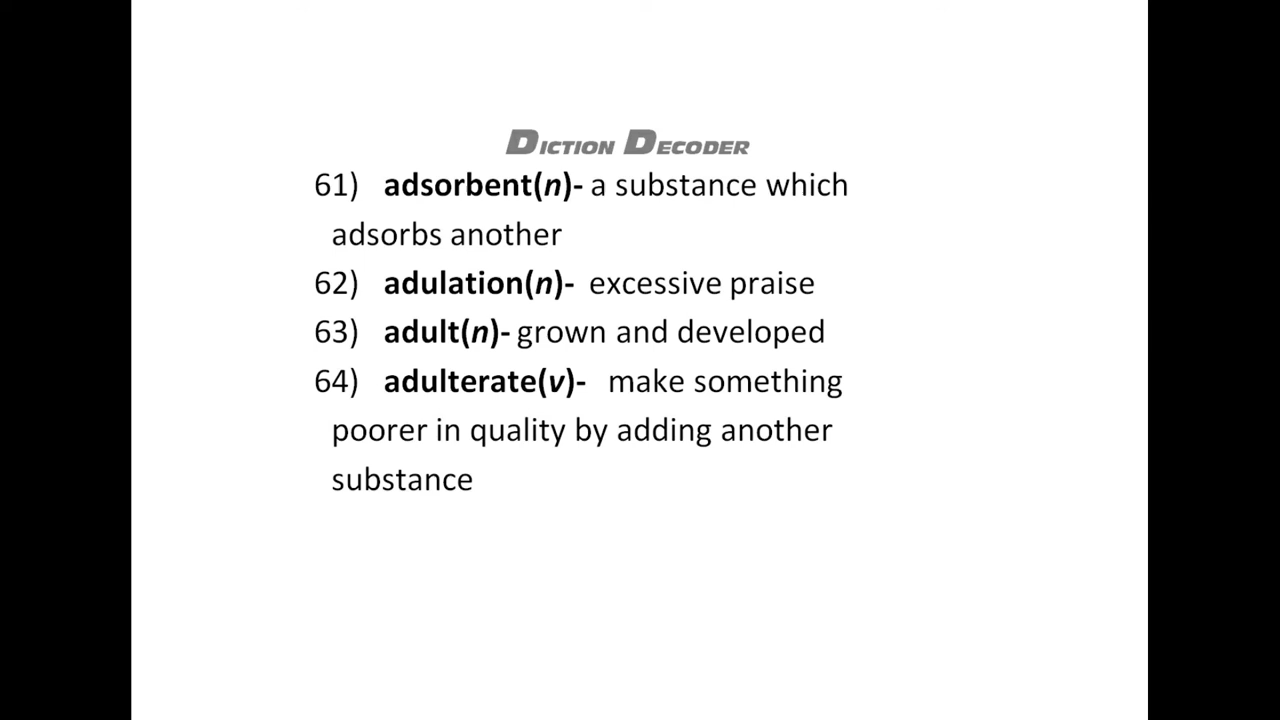 DICTION DECODER
61) adsorbent(n)- a substance which
adsorbs another
62) adulation(n)- excessive praise
63) adult(n)- grown and developed
64) adulterate(v)- make something
poorer in quality by adding another
substance